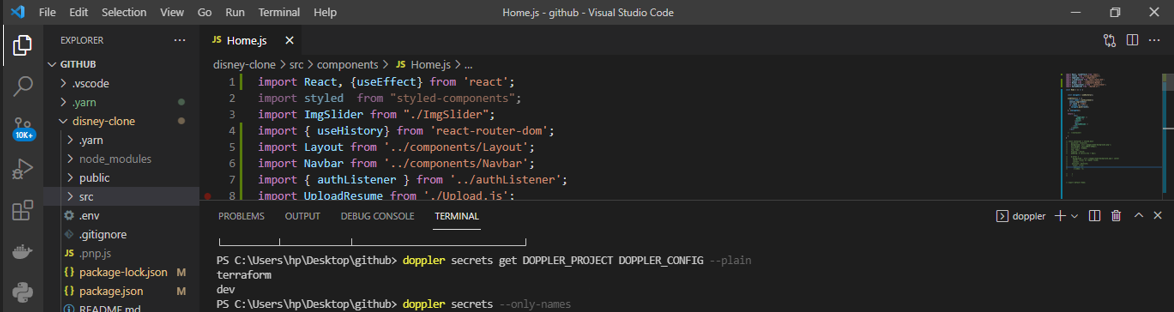 File Edit Selection View Go Run Terminal Help
Home.js - github - Visual Studio Code
EXPLORER
GITHUB
.vscode
.yarn
disney-clone
.yarn
node_modules
public
src
.env
.gitignore
JS .pnp.js
{} package-lock.json M
{} package.json M
README.md
10K+
JS Home.js
disney-clone > src > components > JS Home.js > ...
1 import React, {useEffect} from 'react';
2 import styled  from "styled-components";
3 import ImgSlider from "./ImgSlider";
4 import { useHistory} from 'react-router-dom';
5 import Layout from '../components/Layout';
6 import Navbar from '../components/Navbar';
7 import { authListener } from '../authListener';
8 import UploadResume from './Upload.js';
PROBLEMS OUTPUT DEBUG CONSOLE TERMINAL
doppler
PS C:\Users\hp\Desktop\github> doppler secrets get DOPPLER_PROJECT DOPPLER_CONFIG --plain
terraform
dev
PS C:\Users\hp\Desktop\github> doppler secrets --only-names